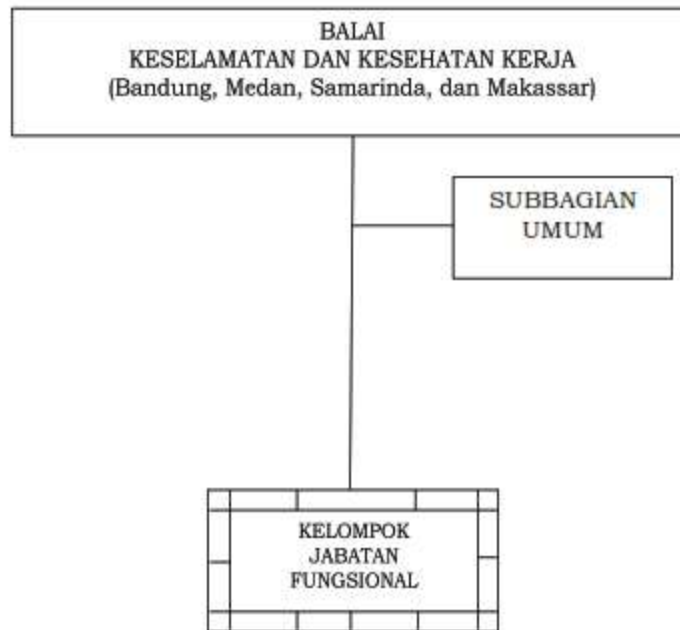 BALAI
KESELAMATAN DAN KESEHATAN KERJA
(Bandung, Medan, Samarinda, dan Makassar)
SUBBAGIAN
UMUM
KELOMPOK
JABATAN
FUNGSIONAL